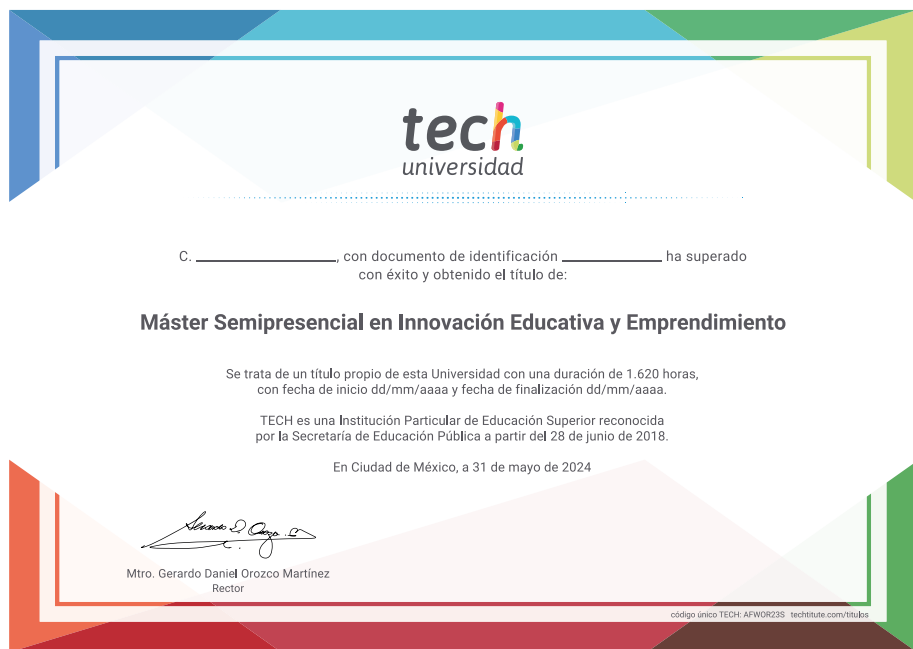 tech
universidad
C. ____________________, con documento de identificación ______________ ha superado
con éxito y obtenido el título de:
Máster Semipresencial en Innovación Educativa y Emprendimiento
Se trata de un título propio de esta Universidad con una duración de 1.620 horas,
con fecha de inicio dd/mm/aaaa y fecha de finalización dd/mm/aaaa.
TECH es una Institución Particular de Educación Superior reconocida
por la Secretaría de Educación Pública a partir del 28 de junio de 2018.
En Ciudad de México, a 31 de mayo de 2024
Mtro. Gerardo Daniel Orozco Martínez
Rector
código único TECH: AFWOR23S techtitute.com/titulos